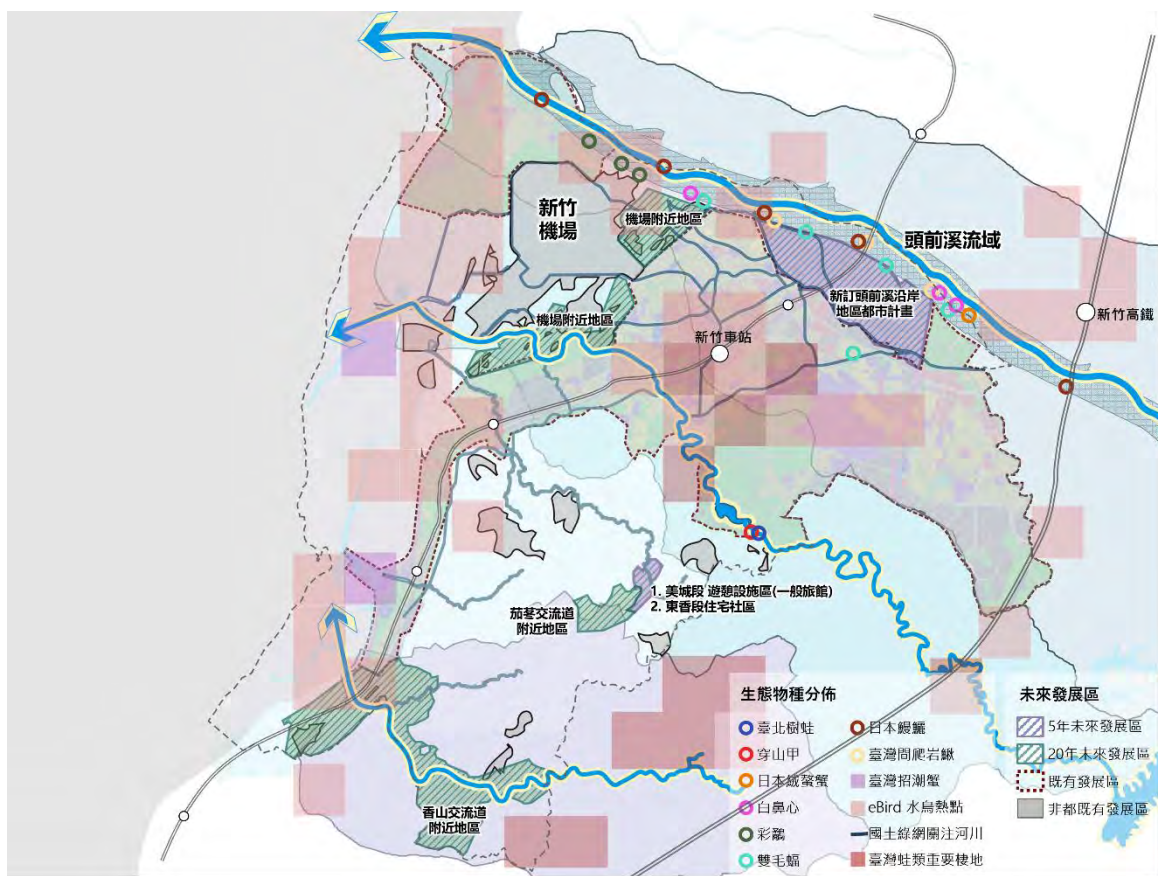 新竹
機場
機場附近地區
頭前溪流域
新訂頭前溪沿岸
地區都市計畫
機場附近地區
新竹車站
新竹高鐵
1. 美城段 遊憩設施區(一般旅館)
2. 東香段住宅社區
茄苳交流道
附近地區
香山交流道
附近地區
生態物種分佈
臺北樹蛙
穿山甲
日本絨螯蟹
白鼻心
彩鷸
雙毛蝠
日本鰻鱺
臺灣間爬岩鰍
臺灣招潮蟹
eBird 水鳥熱點
國土綠網關注河川
臺灣蛙類重要棲地
未來發展區
5年未來發展區
20年未來發展區
既有發展區
非都既有發展區